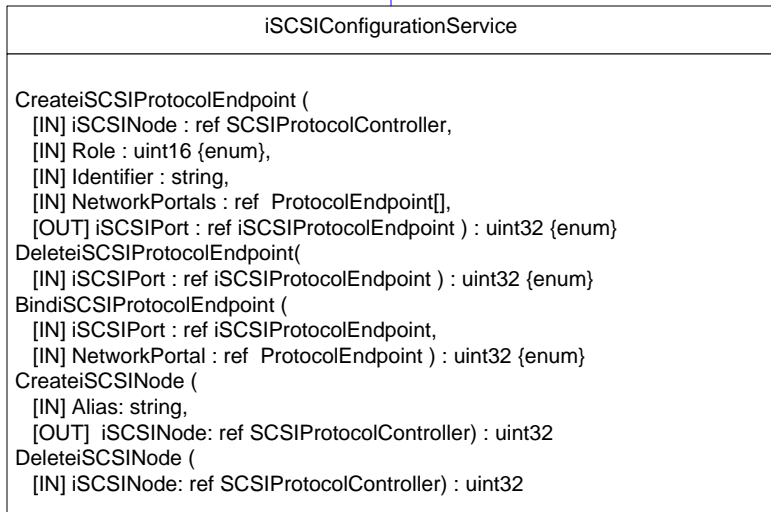 iSCSIConfigurationService
CreateiSCSIProtocolEndpoint (
[IN] iSCSINode : ref SCSIProtocolController,
[IN] Role : uint16 {enum},
[IN] Identifier : string,
[IN] NetworkPortals : ref  ProtocolEndpoint[],
[OUT] iSCSIPort : ref iSCSIProtocolEndpoint ) : uint32 {enum}
DeleteiSCSIProtocolEndpoint(
[IN] iSCSIPort : ref iSCSIProtocolEndpoint ) : uint32 {enum}
BindiSCSIProtocolEndpoint (
[IN] iSCSIPort : ref iSCSIProtocolEndpoint,
[IN] NetworkPortal : ref  ProtocolEndpoint ) : uint32 {enum}
CreateiSCSINode (
[IN] Alias: string,
[OUT]  iSCSINode: ref SCSIProtocolController) : uint32
DeleteiSCSINode (
[IN] iSCSINode: ref SCSIProtocolController) : uint32